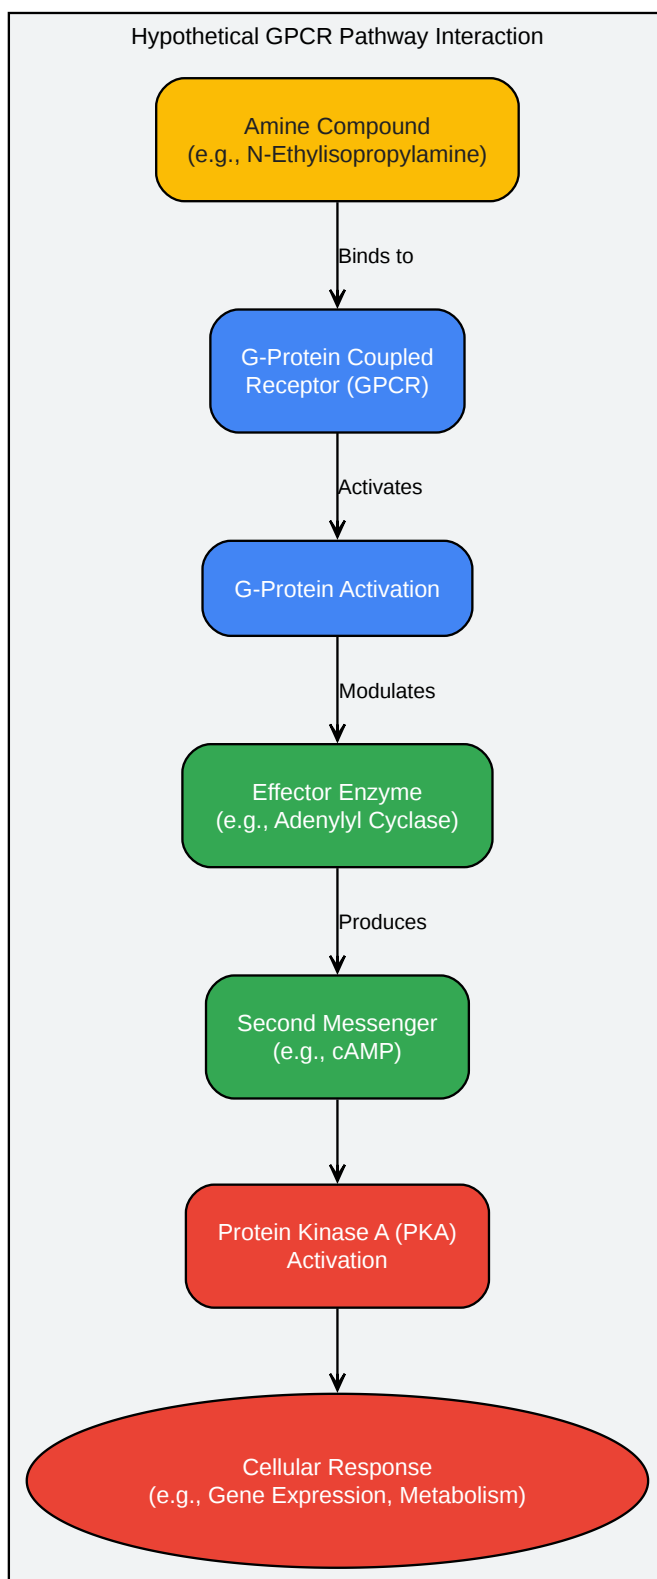 Hypothetical GPCR Pathway Interaction
Amine Compound
(e.g., N-Ethylisopropylamine)
Binds to
G-Protein Coupled
Receptor (GPCR)
Activates
G-Protein Activation
Modulates
Effector Enzyme
(e.g., Adenylyl Cyclase)
Produces
Second Messenger
(e.g., cAMP)
Protein Kinase A (PKA)
Activation
Cellular Response
(e.g., Gene Expression, Metabolism)